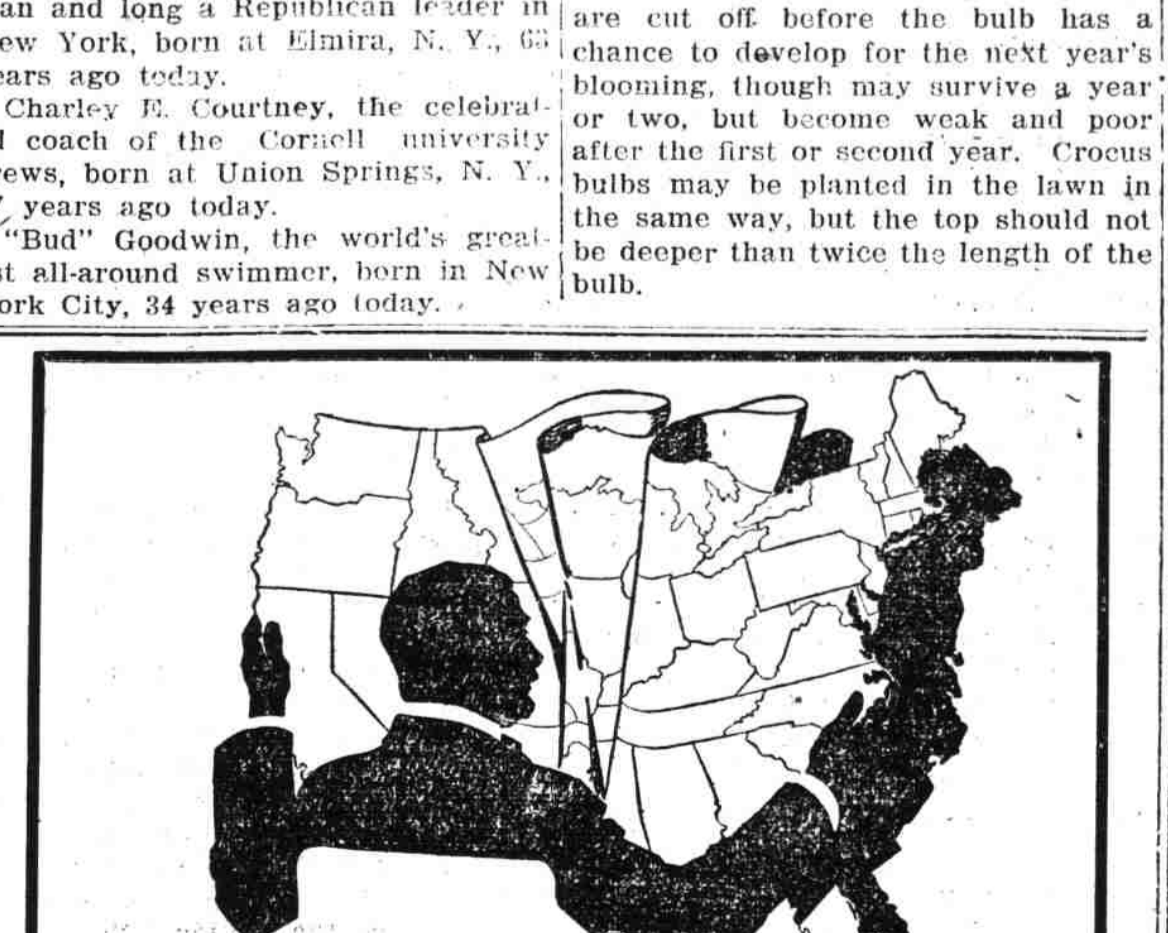 an and long a Republican leader in
ew York, born at Elmira, N. Y., 63
ears ago today.
Charley E. Courtney, the celebrat-
d coach of the Cornell university
rews, born at Union Springs, N. Y.,
years ago today.
"Bud" Goodwin, the world's great-
st all-around swimmer, born in New
ork City, 34 years ago today.
are cut off before the bulb has a
chance to develop for the next year's
blooming, though may survive a year
or two, but become weak and poor
after the first or second year. Crocus
bulbs may be planted in the lawn in
the same way, but the top should not
be deeper than twice the length of the
bulb.